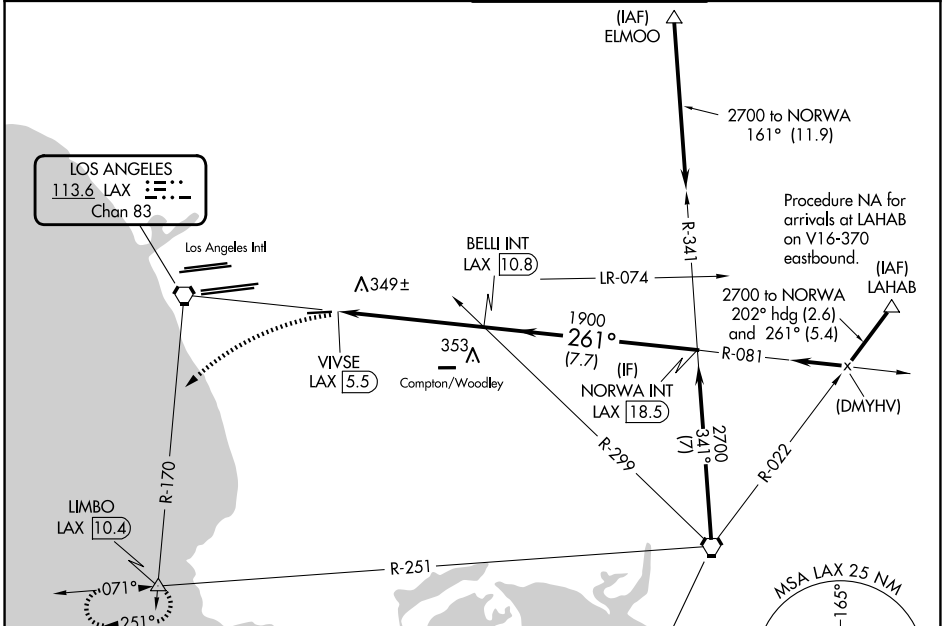 (IAF)
ELMOO
2700 to NORWA
161° (11.9)
LOS ANGELES
113.6 LAX
Chan 83
Los Angeles Intl
Procedure NA for
arrivals at LAHAB
on V16-370
eastbound.
(IAF)
LAHAB
R-341
BELLI INT
LAX 10.8
LR-074
349±
2700 to NORWA
202° hdg (2.6)
and 261° (5.4)
1900
261°
(7.7)
R-081
353
Compton/Woodley
VIVSE
LAX 5.5
(IF)
NORWA INT
LAX 18.5
x
(DMYHV)
2700
341°
(7)
R-299
R-022
R-170
LIMBO
LAX 10.4
R-251
071°
251°
MSA LAX 25 NM
165°